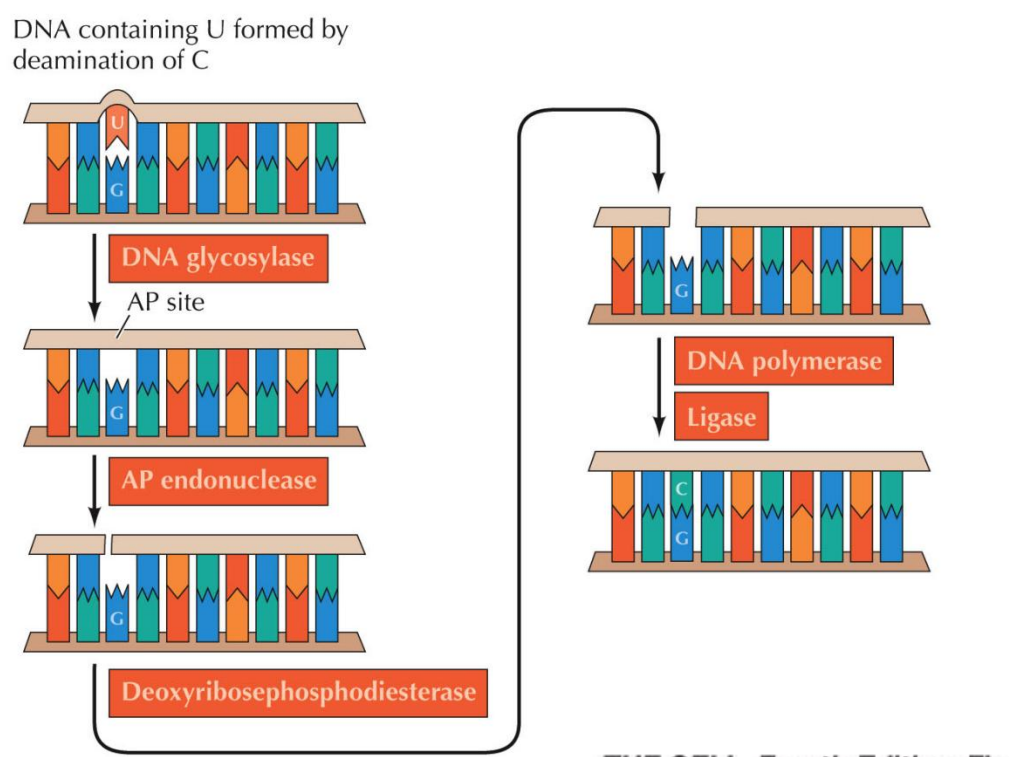 DNA containing U formed by
deamination of C
U
G
DNA glycosylase
AP site
G
AP endonuclease
G
Deoxyribosephosphodiesterase
G
DNA polymerase
Ligase
C
G